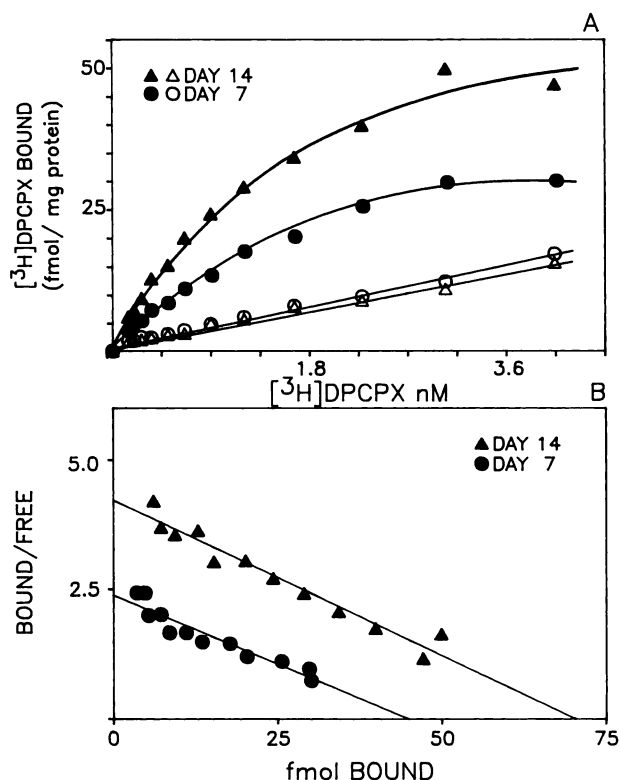 A
[³H]DPCPX BOUND
(fmol/ mg protein)
50
25
▲ △ DAY 14
● ○ DAY 7
1.8
3.6
[³H]DPCPX nM
B
BOUND/FREE
5.0
2.5
▲ DAY 14
● DAY 7
0
25
50
75
fmol BOUND